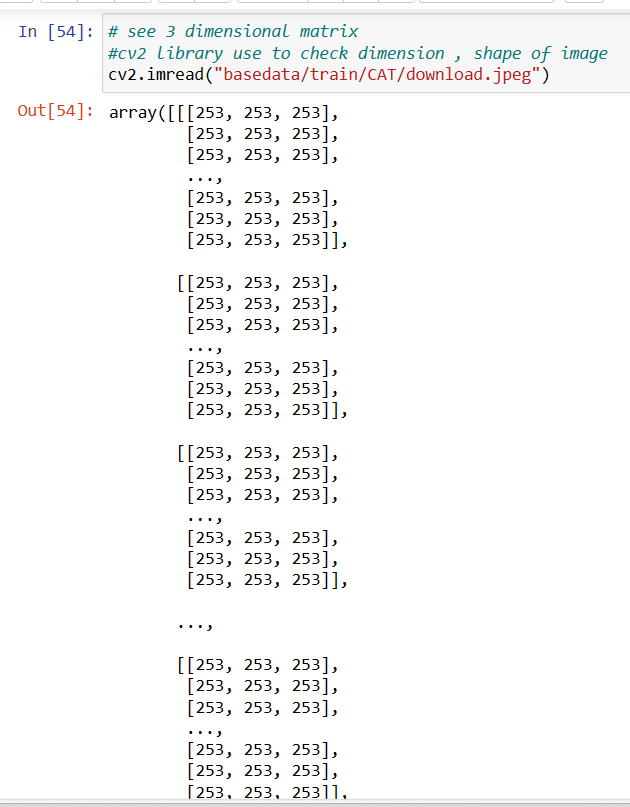 In [54]: # see 3 dimensional matrix
#cv2 library use to check dimension , shape of image
cv2.imread("basedata/train/CAT/download.jpeg")
Out[54]: array([[[253, 253, 253],
[253, 253, 253],
[253, 253, 253],
...,
[253, 253, 253],
[253, 253, 253],
[253, 253, 253]],
[[253, 253, 253],
[253, 253, 253],
[253, 253, 253],
...,
[253, 253, 253],
[253, 253, 253],
[253, 253, 253]],
[[253, 253, 253],
[253, 253, 253],
[253, 253, 253],
...,
[253, 253, 253],
[253, 253, 253],
[253, 253, 253]],
...,
[[253, 253, 253],
[253, 253, 253],
[253, 253, 253],
...,
[253, 253, 253],
[253, 253, 253],
[253, 253, 253]],